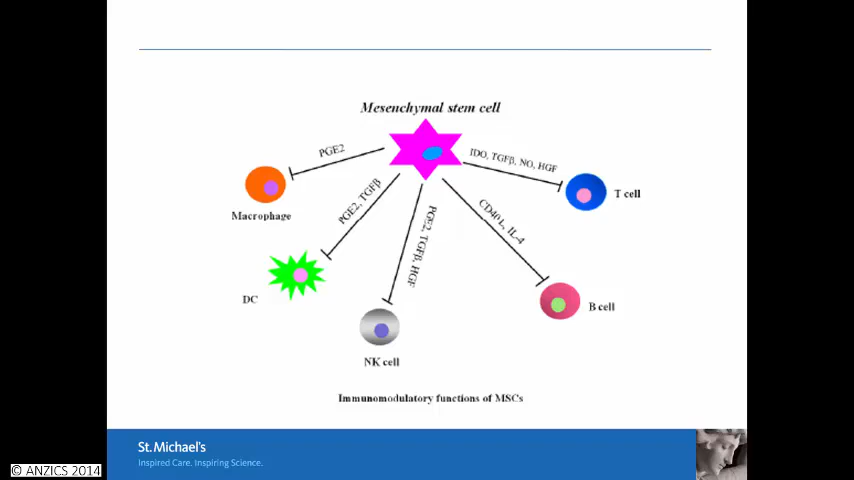 Mesenchymal stem cell
PGE2
IDO, TGFβ, NO, HGF
PGE2, TGFβ
PGE2, TGFβ, HGF
CD40 L, IL-4
Macrophage
T cell
DC
B cell
NK cell
Immunomodulatory functions of MSCs
St. Michael's
Inspired Care. Inspiring Science.
© ANZICS 2014